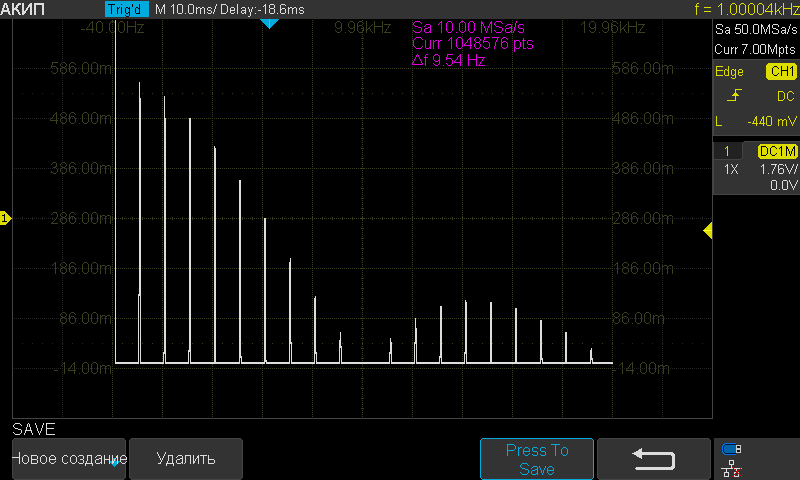 АКИП Trig'd M 10.0ms/ Delay:-18.6ms f = 1.00004kHz
-40.00Hz 9.96kHz 19.96kHz
Sa 10.00 MSa/s
Curr 1048576 pts
Δf 9.54 Hz
Sa 50.0MSa/s
Curr 7.00Mpts
Edge CH1
DC
L -440 mV
1 DC1M
1X 1.76V/
0.0V
586.00m 586.00m
486.00m 486.00m
386.00m 386.00m
1 286.00m 286.00m
186.00m 186.00m
86.00m 86.00m
-14.00m -14.00m
SAVE
Новое создание Удалить Press To
Save